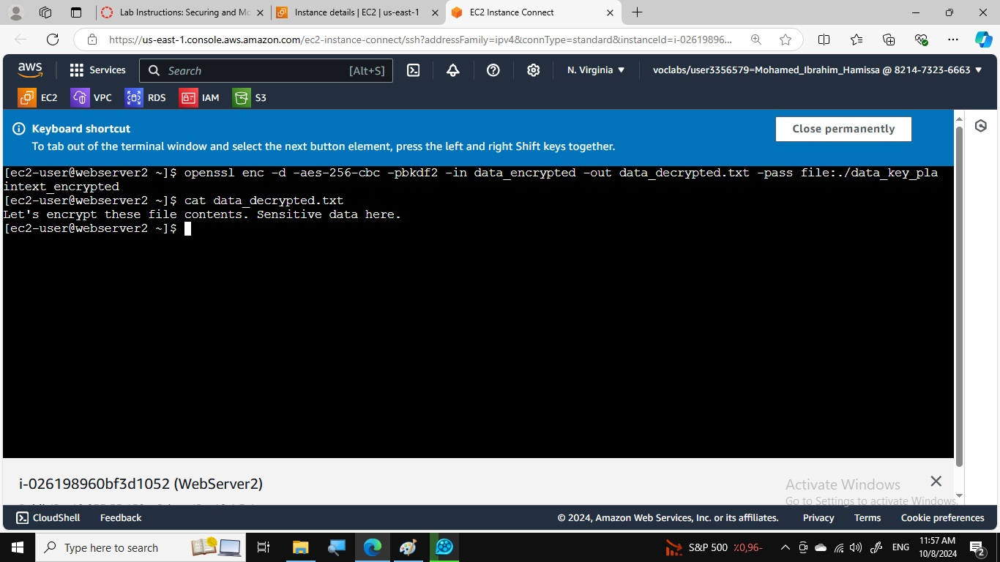 Lab Instructions: Securing and Mc
Instance details | EC2 | us-east-1
EC2 Instance Connect
https://us-east-1.console.aws.amazon.com/ec2-instance-connect/ssh?addressFamily=ipv4&connType=standard&instanceId=i-02619896...
aws
Services
Search
[Alt+S]
N. Virginia
voclabs/user3356579=Mohamed_Ibrahim_Hamissa @ 8214-7323-6663
EC2
VPC
RDS
IAM
S3
Keyboard shortcut
To tab out of the terminal window and select the next button element, press the left and right Shift keys together.
Close permanently
[ec2-user@webserver2 ~]$ openssl enc -d -aes-256-cbc -pbkdf2 -in data_encrypted -out data_decrypted.txt -pass file:./data_key_pla
intext_encrypted
[ec2-user@webserver2 ~]$ cat data_decrypted.txt
Let's encrypt these file contents. Sensitive data here.
[ec2-user@webserver2 ~]$
i-026198960bf3d1052 (WebServer2)
Activate Windows
Go to Settings to activate Windows.
CloudShell
Feedback
© 2024, Amazon Web Services, Inc. or its affiliates.
Privacy
Terms
Cookie preferences
Type here to search
S&P 500 ٪0,96-
ENG
11:57 AM
10/8/2024
2